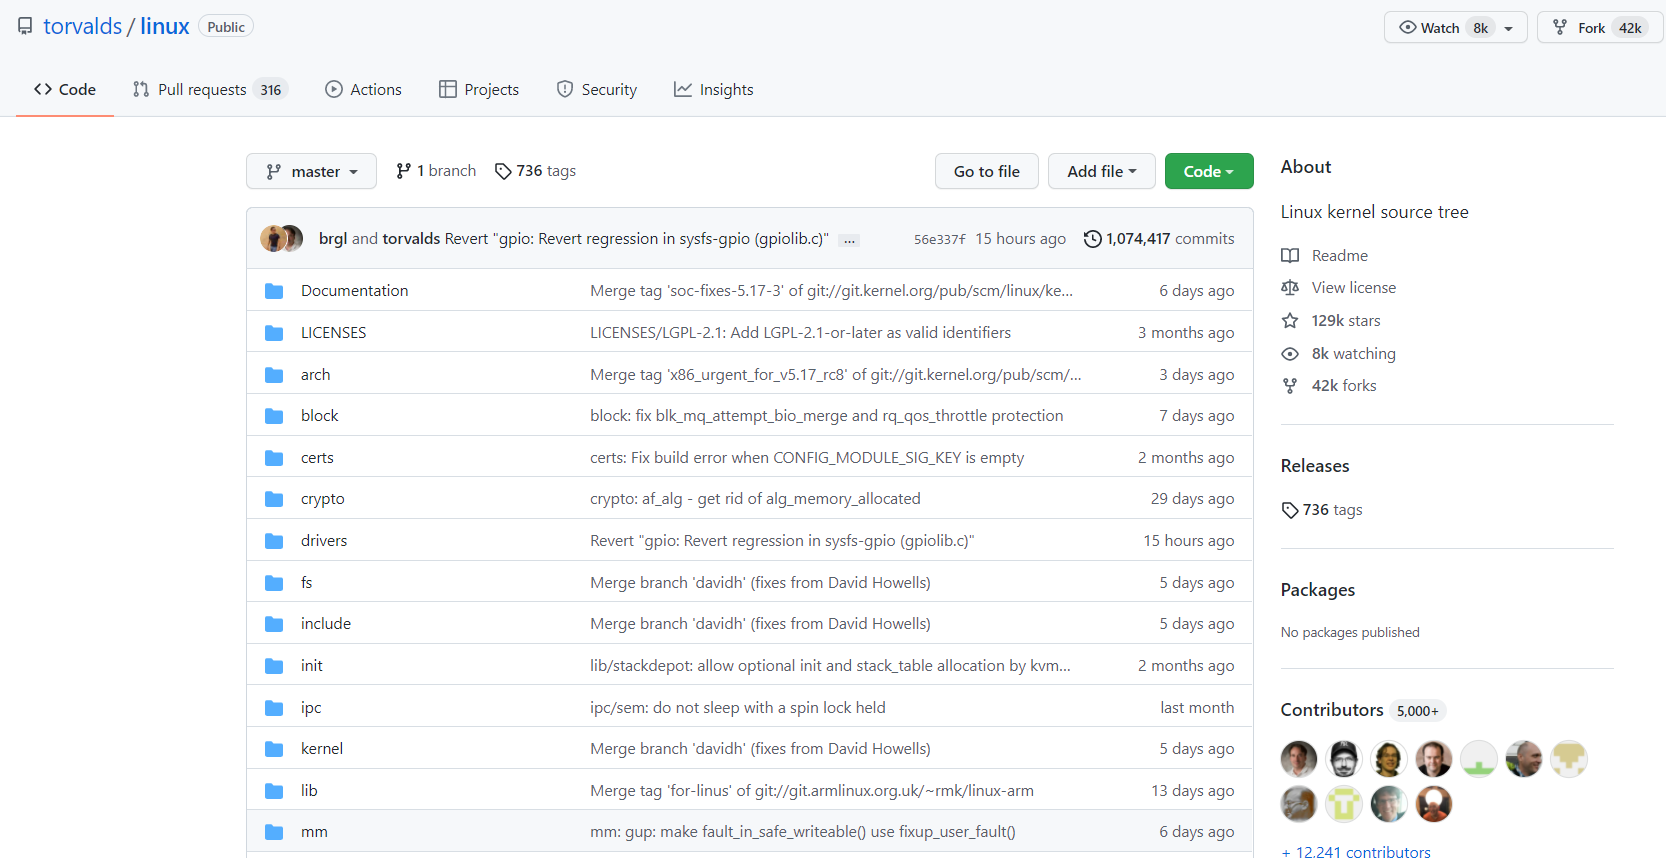 torvalds / linux Public
Watch 8k
Fork 42k
Code
Pull requests 316
Actions
Projects
Security
Insights
master
1 branch
736 tags
Go to file
Add file
Code
brgl and torvalds Revert "gpio: Revert regression in sysfs-gpio (gpiolib.c)" ... 56e337f 15 hours ago 1,074,417 commits
Documentation Merge tag 'soc-fixes-5.17-3' of git://git.kernel.org/pub/scm/linux/ke... 6 days ago
LICENSES LICENSES/LGPL-2.1: Add LGPL-2.1-or-later as valid identifiers 3 months ago
arch Merge tag 'x86_urgent_for_v5.17_rc8' of git://git.kernel.org/pub/scm/... 3 days ago
block block: fix blk_mq_attempt_bio_merge and rq_qos_throttle protection 7 days ago
certs certs: Fix build error when CONFIG_MODULE_SIG_KEY is empty 2 months ago
crypto crypto: af_alg - get rid of alg_memory_allocated 29 days ago
drivers Revert "gpio: Revert regression in sysfs-gpio (gpiolib.c)" 15 hours ago
fs Merge branch 'davidh' (fixes from David Howells) 5 days ago
include Merge branch 'davidh' (fixes from David Howells) 5 days ago
init lib/stackdepot: allow optional init and stack_table allocation by kvm... 2 months ago
ipc ipc/sem: do not sleep with a spin lock held last month
kernel Merge branch 'davidh' (fixes from David Howells) 5 days ago
lib Merge tag 'for-linus' of git://git.armlinux.org.uk/~rmk/linux-arm 13 days ago
mm mm: gup: make fault_in_safe_writeable() use fixup_user_fault() 6 days ago
About
Linux kernel source tree
Readme
View license
129k stars
8k watching
42k forks
Releases
736 tags
Packages
No packages published
Contributors 5,000+
+ 12,241 contributors